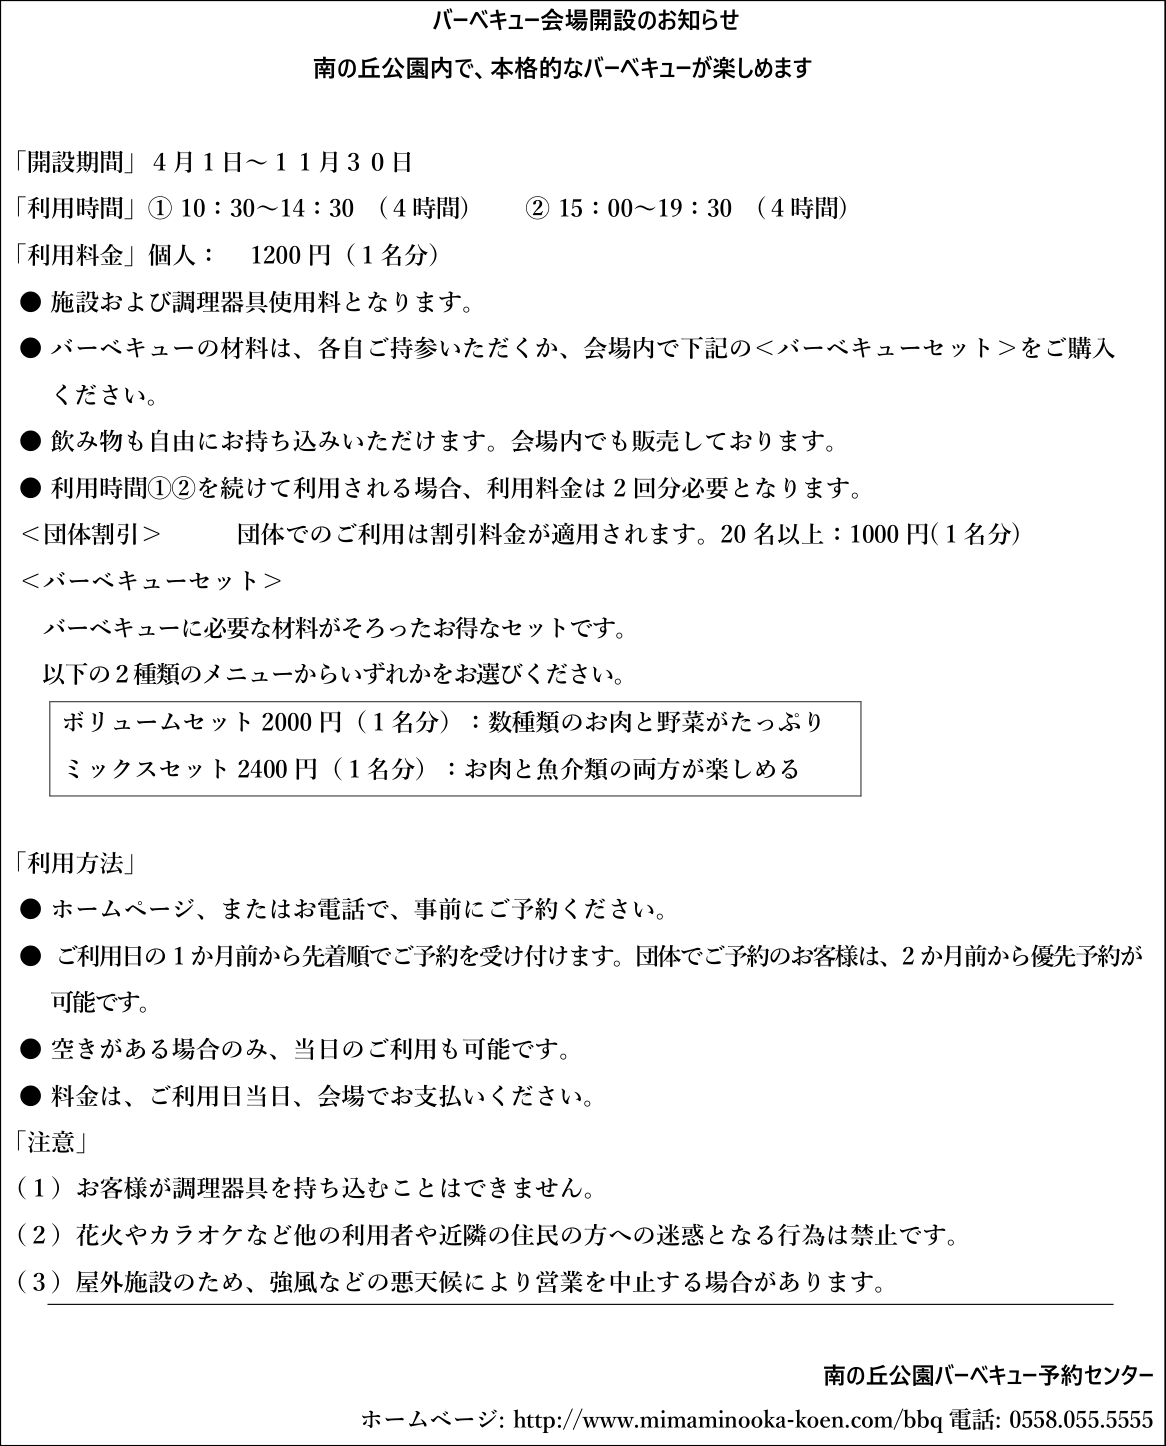 バーベキュー会場開設のお知らせ
南の丘公園内で、本格的なバーベキューが楽しめます
「開設期間」４月１日～１１月３０日
「利用時間」① 10：30～14：30 （４時間） ② 15：00～19：30 （４時間）
「利用料金」個人： 1200 円（１名分）
● 施設および調理器具使用料となります。
● バーベキューの材料は、各自ご持参いただくか、会場内で下記の＜バーベキューセット＞をご購入
ください。
● 飲み物も自由にお持ち込みいただけます。会場内でも販売しております。
● 利用時間①②を続けて利用される場合、利用料金は２回分必要となります。
＜団体割引＞ 団体でのご利用は割引料金が適用されます。20 名以上：1000 円(１名分）
＜バーベキューセット＞
バーベキューに必要な材料がそろったお得なセットです。
以下の２種類のメニューからいずれかをお選びください。
ボリュームセット 2000 円（１名分）：数種類のお肉と野菜がたっぷり
ミックスセット 2400 円（１名分）：お肉と魚介類の両方が楽しめる
「利用方法」
● ホームページ、またはお電話で、事前にご予約ください。
● ご利用日の１か月前から先着順でご予約を受け付けます。団体でご予約のお客様は、２か月前から優先予約が
可能です。
● 空きがある場合のみ、当日のご利用も可能です。
● 料金は、ご利用日当日、会場でお支払いください。
「注意」
（１）お客様が調理器具を持ち込むことはできません。
（２）花火やカラオケなど他の利用者や近隣の住民の方への迷惑となる行為は禁止です。
（３）屋外施設のため、強風などの悪天候により営業を中止する場合があります。
南の丘公園バーベキュー予約センター
ホームベージ: http://www.mimaminooka-koen.com/bbq 電話: 0558.055.5555